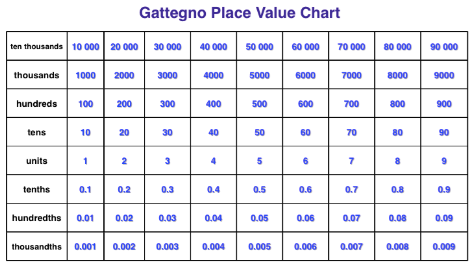 Gattegno Place Value Chart
ten thousands 10 000 20 000 30 000 40 000 50 000 60 000 70 000 80 000 90 000
thousands 1000 2000 3000 4000 5000 6000 7000 8000 9000
hundreds 100 200 300 400 500 600 700 800 900
tens 10 20 30 40 50 60 70 80 90
units 1 2 3 4 5 6 7 8 9
tenths 0.1 0.2 0.3 0.4 0.5 0.6 0.7 0.8 0.9
hundredths 0.01 0.02 0.03 0.04 0.05 0.06 0.07 0.08 0.09
thousandths 0.001 0.002 0.003 0.004 0.005 0.006 0.007 0.008 0.009